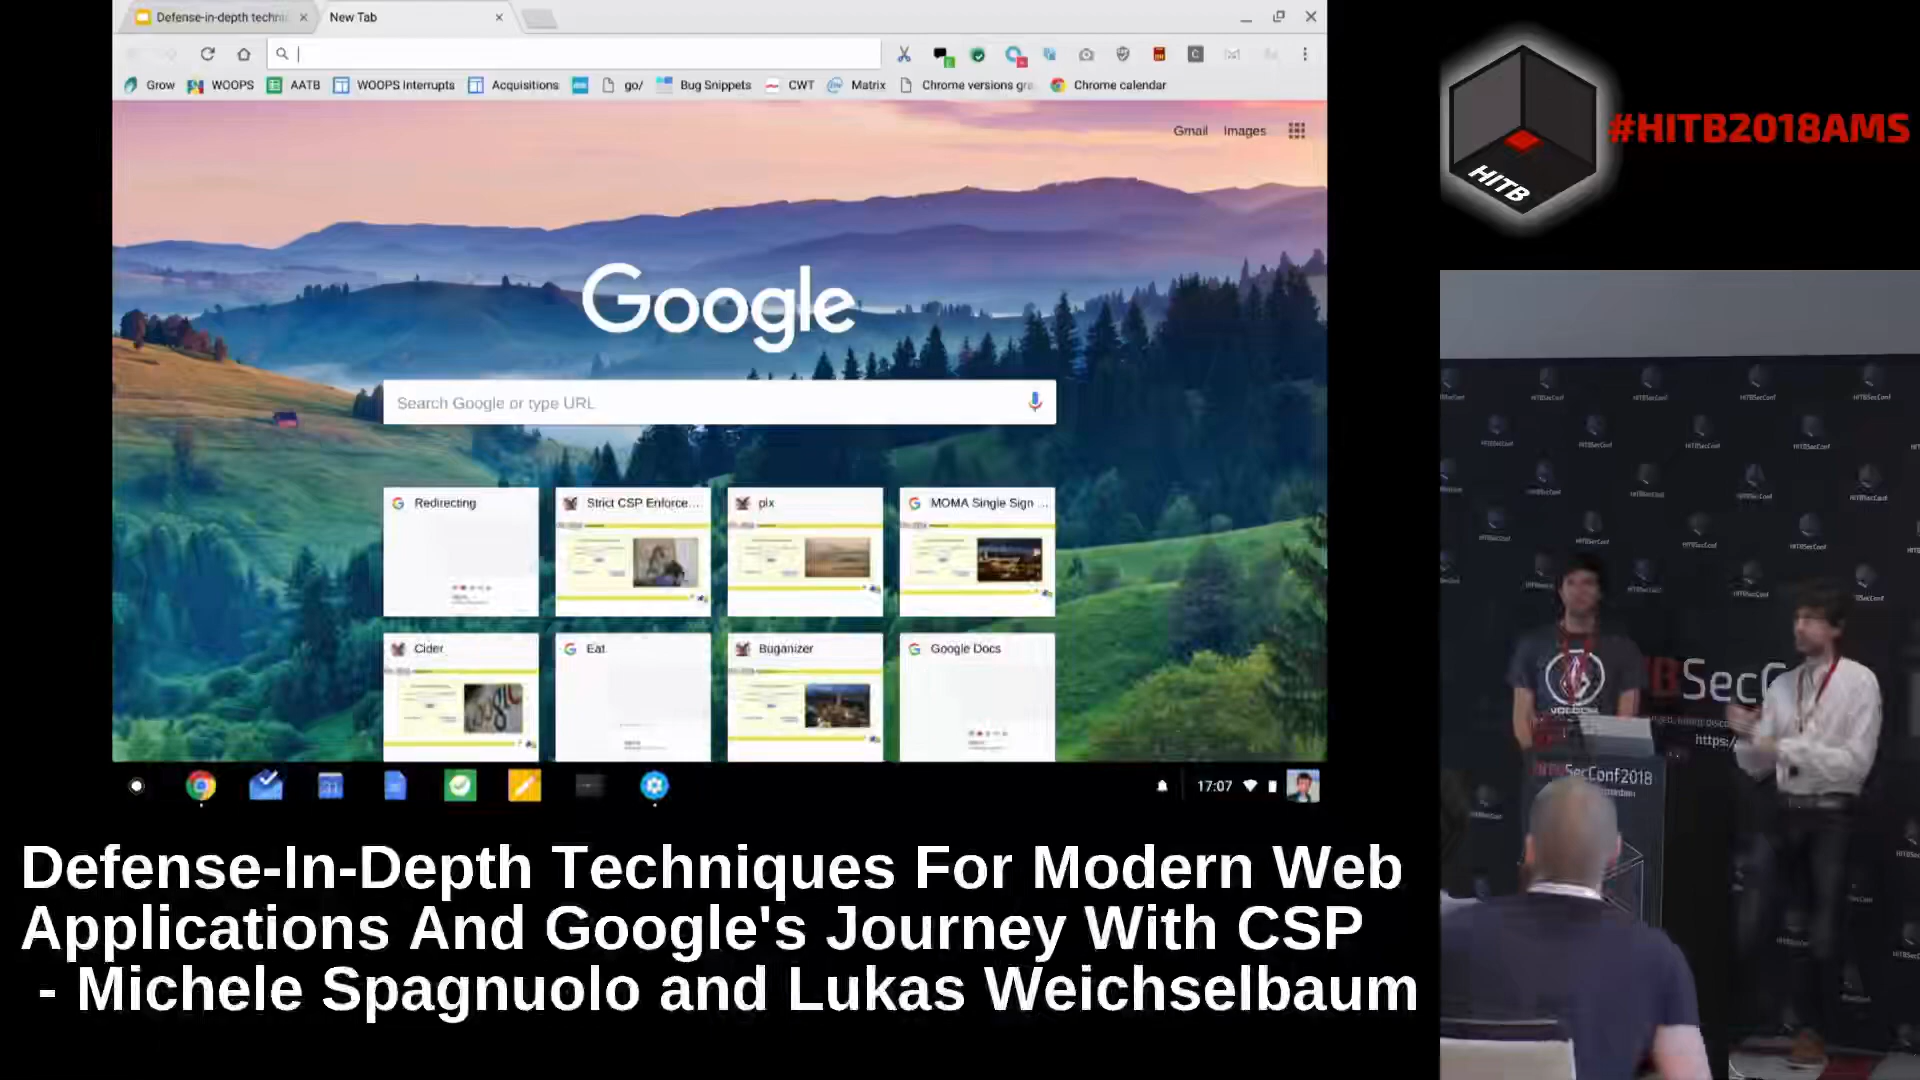 Defense-in-depth techni
New Tab
Grow
WOOPS
AATB
WOOPS Interrupts
Acquisitions
go/
Bug Snippets
CWT
Matrix
Chrome versions gra
Chrome calendar
Gmail
Images
Google
Search Google or type URL
Redirecting
Strict CSP Enforce...
pix
MOMA Single Sign ...
Cider
Eat
Buganizer
Google Docs
17:07
HITB
#HITB2018AMS
HITBSecConf
SecConf2018
https:/
Defense-In-Depth Techniques For Modern Web
Applications And Google's Journey With CSP
- Michele Spagnuolo and Lukas Weichselbaum